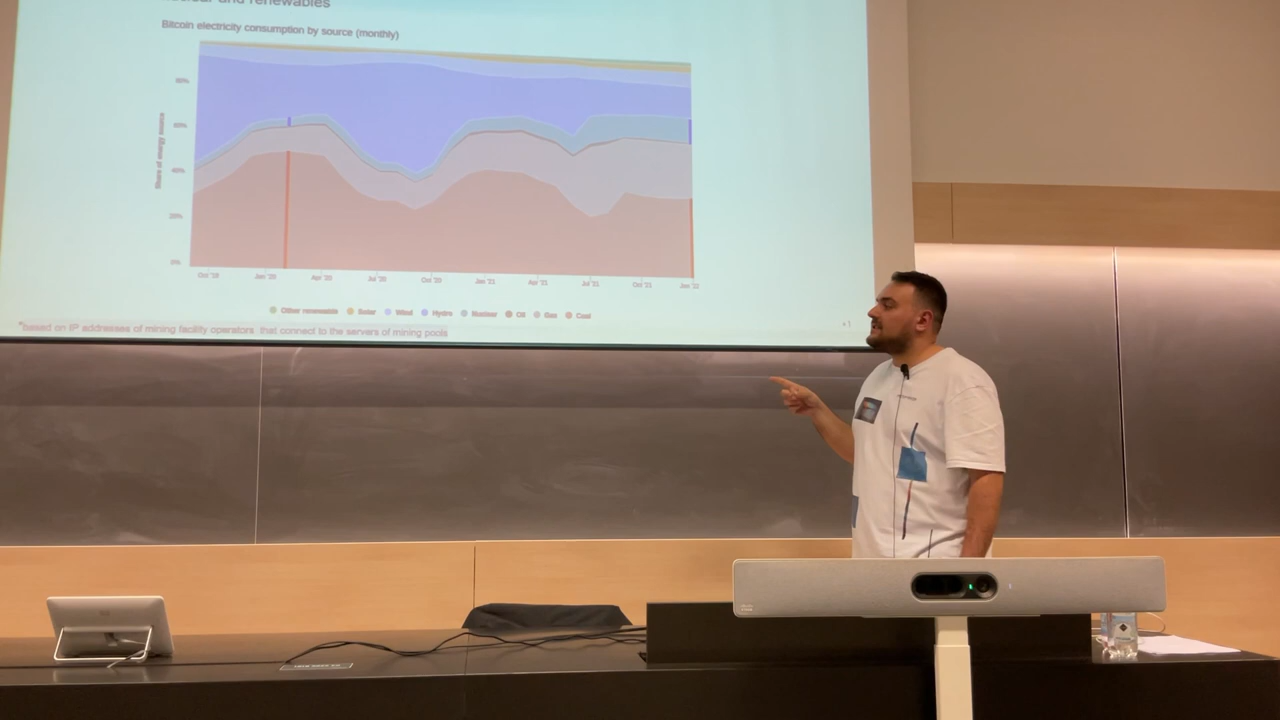 and renewables
Bitcoin electricity consumption by source (monthly)
Share of energy source
80%
60%
40%
20%
0%
Oct '19 Jan '20 Apr '20 Jul '20 Oct '20 Jan '21 Apr '21 Jul '21 Oct '21 Jan '22
Other renewable Solar Wind Hydro Nuclear Oil Gas Coal
*based on IP addresses of mining facility operators that connect to the servers of mining pools